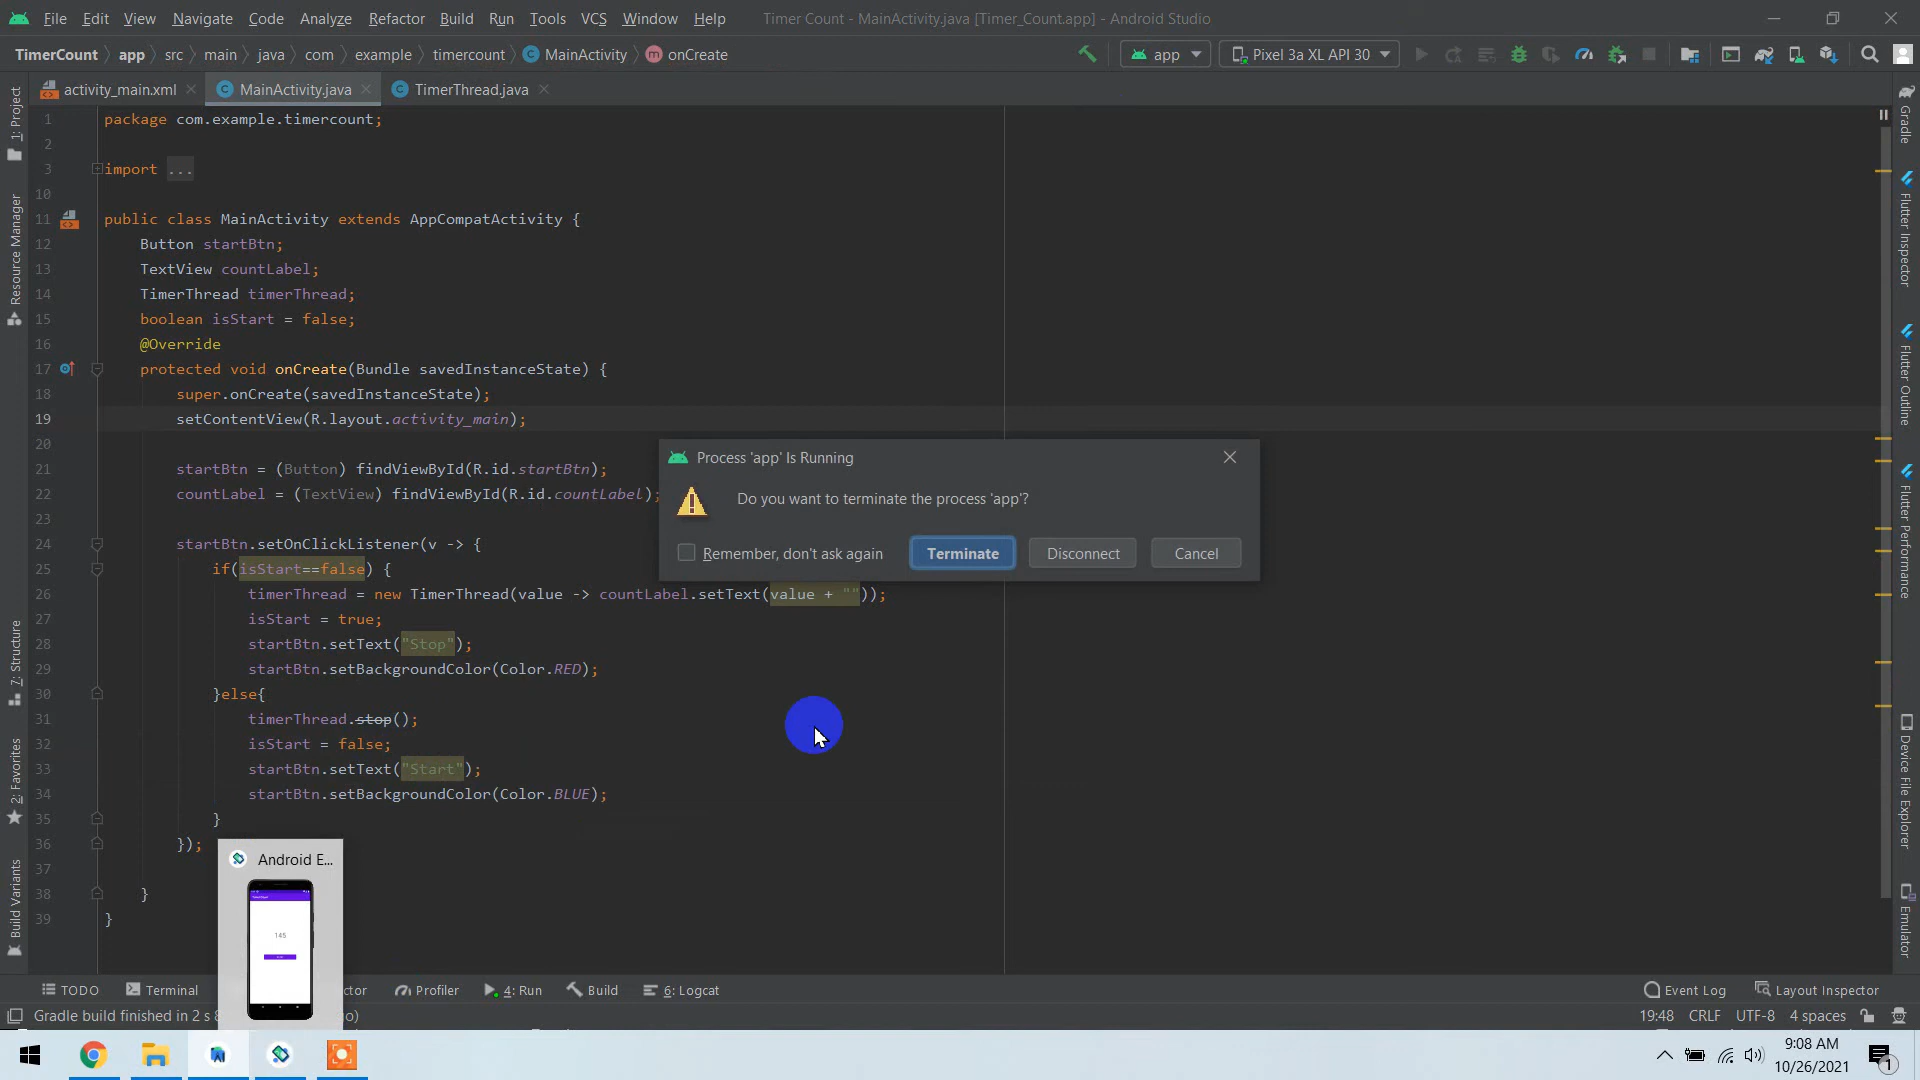 File Edit View Navigate Code Analyze Refactor Build Run Tools VCS Window Help Timer Count - MainActivity.java [Timer_Count.app] - Android Studio
TimerCount app src main java com example timercount MainActivity onCreate app Pixel 3a XL API 30
activity_main.xml MainActivity.java TimerThread.java
1 package com.example.timercount;
2
3 import ...
10
11 public class MainActivity extends AppCompatActivity {
12 Button startBtn;
13 TextView countLabel;
14 TimerThread timerThread;
15 boolean isStart = false;
16 @Override
17 protected void onCreate(Bundle savedInstanceState) {
18 super.onCreate(savedInstanceState);
19 setContentView(R.layout.activity_main);
20
21 startBtn = (Button) findViewById(R.id.startBtn);
22 countLabel = (TextView) findViewById(R.id.countLabel);
23
24 startBtn.setOnClickListener(v -> {
25 if(isStart==false) {
26 timerThread = new TimerThread(value -> countLabel.setText(value + ""));
27 isStart = true;
28 startBtn.setText("Stop");
29 startBtn.setBackgroundColor(Color.RED);
30 }else{
31 timerThread.stop();
32 isStart = false;
33 startBtn.setText("Start");
34 startBtn.setBackgroundColor(Color.BLUE);
35 }
36 });
37
38 }
39 }
Process 'app' Is Running
Do you want to terminate the process 'app'?
Remember, don't ask again Terminate Disconnect Cancel
1: Project
Resource Manager
7: Structure
2: Favorites
Build Variants
Gradle
Flutter Inspector
Flutter Outline
Flutter Performance
Device File Explorer
Emulator
Android E...
145
TODO Terminal ctor Profiler 4: Run Build 6: Logcat Event Log Layout Inspector
Gradle build finished in 2 s 8 o) 19:48 CRLF UTF-8 4 spaces
9:08 AM
10/26/2021
1